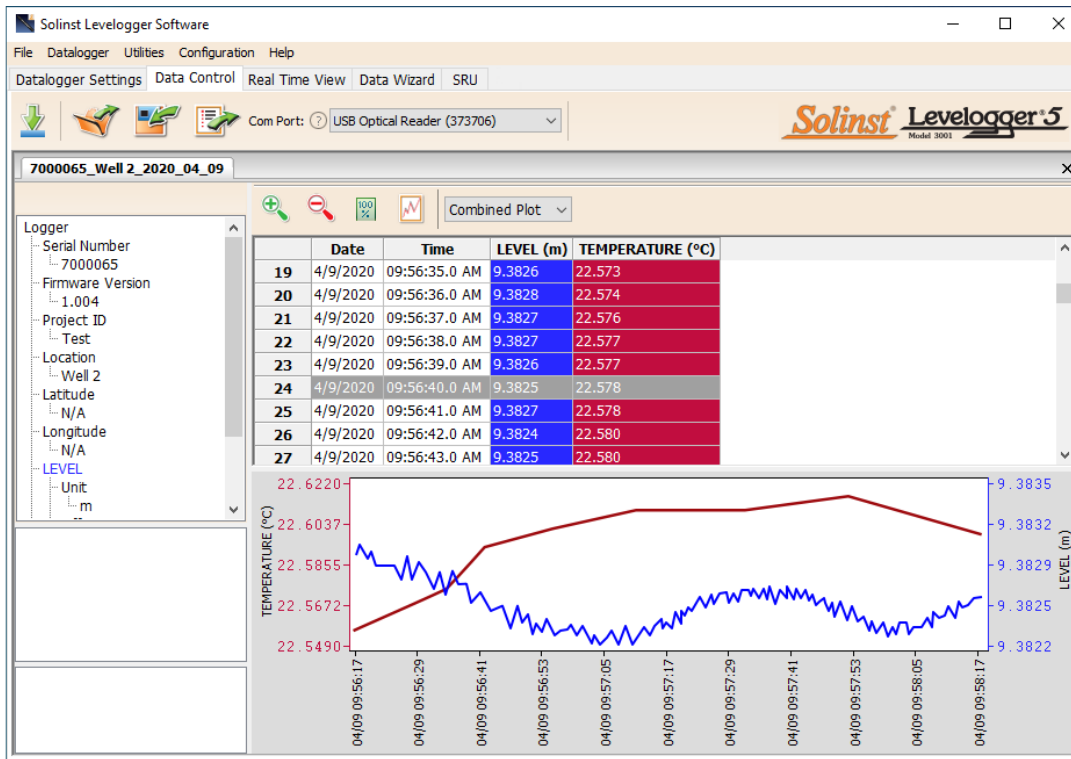 Solinst Levelogger Software
File Datalogger Utilities Configuration Help
Datalogger Settings Data Control Real Time View Data Wizard SRU
Com Port: ? USB Optical Reader (373706)
Solinst Levelogger 5
Model 3001
7000065_Well 2_2020_04_09
100 %
Combined Plot
Logger
Serial Number
7000065
Firmware Version
1.004
Project ID
Test
Location
Well 2
Latitude
N/A
Longitude
N/A
LEVEL
Unit
m
Date Time LEVEL (m) TEMPERATURE (°C)
19 4/9/2020 09:56:35.0 AM 9.3826 22.573
20 4/9/2020 09:56:36.0 AM 9.3828 22.574
21 4/9/2020 09:56:37.0 AM 9.3827 22.576
22 4/9/2020 09:56:38.0 AM 9.3827 22.577
23 4/9/2020 09:56:39.0 AM 9.3826 22.577
24 4/9/2020 09:56:40.0 AM 9.3825 22.578
25 4/9/2020 09:56:41.0 AM 9.3827 22.578
26 4/9/2020 09:56:42.0 AM 9.3824 22.580
27 4/9/2020 09:56:43.0 AM 9.3825 22.580
TEMPERATURE (°C)
22.6220
22.6037
22.5855
22.5672
22.5490
9.3835
9.3832
9.3829
9.3825
9.3822
LEVEL (m)
04/09 09:56:17
04/09 09:56:29
04/09 09:56:41
04/09 09:56:53
04/09 09:57:05
04/09 09:57:17
04/09 09:57:29
04/09 09:57:41
04/09 09:57:53
04/09 09:58:05
04/09 09:58:17